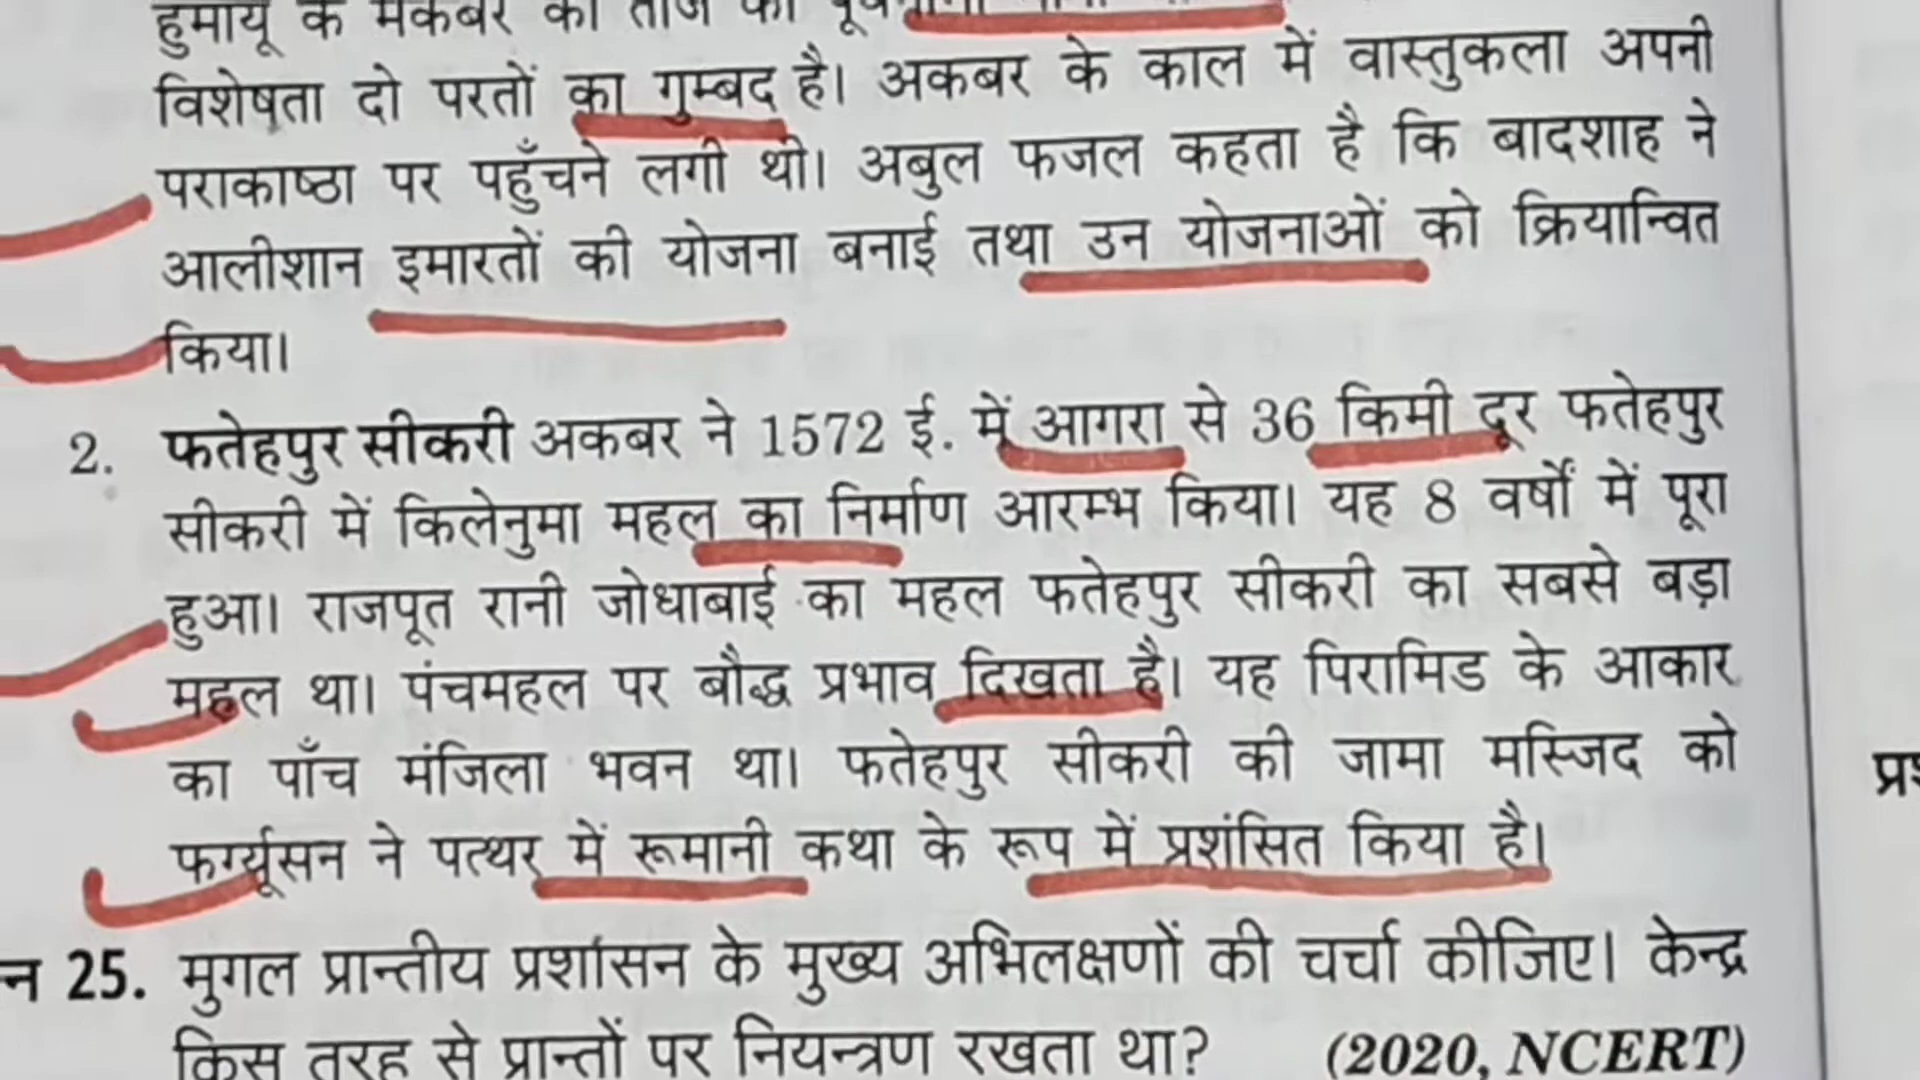 हुमायूँ के मकबरे को ताज का
विशेषता दो परतों का गुम्बद है। अकबर के काल में वास्तुकला अपनी
पराकाष्ठा पर पहुँचने लगी थी। अबुल फजल कहता है कि बादशाह ने
आलीशान इमारतों की योजना बनाई तथा उन योजनाओं को क्रियान्वित
किया।
2. फतेहपुर सीकरी अकबर ने 1572 ई. में आगरा से 36 किमी दूर फतेहपुर
सीकरी में किलेनुमा महल का निर्माण आरम्भ किया। यह 8 वर्षों में पूरा
हुआ। राजपूत रानी जोधाबाई का महल फतेहपुर सीकरी का सबसे बड़ा
महल था। पंचमहल पर बौद्ध प्रभाव दिखता है। यह पिरामिड के आकार
का पाँच मंजिला भवन था। फतेहपुर सीकरी की जामा मस्जिद को
फर्ग्यूसन ने पत्थर में रूमानी कथा के रूप में प्रशंसित किया है।
न 25. मुगल प्रान्तीय प्रशासन के मुख्य अभिलक्षणों की चर्चा कीजिए। केन्द्र
किस तरह से प्रान्तों पर नियन्त्रण रखता था? (2020, NCERT)